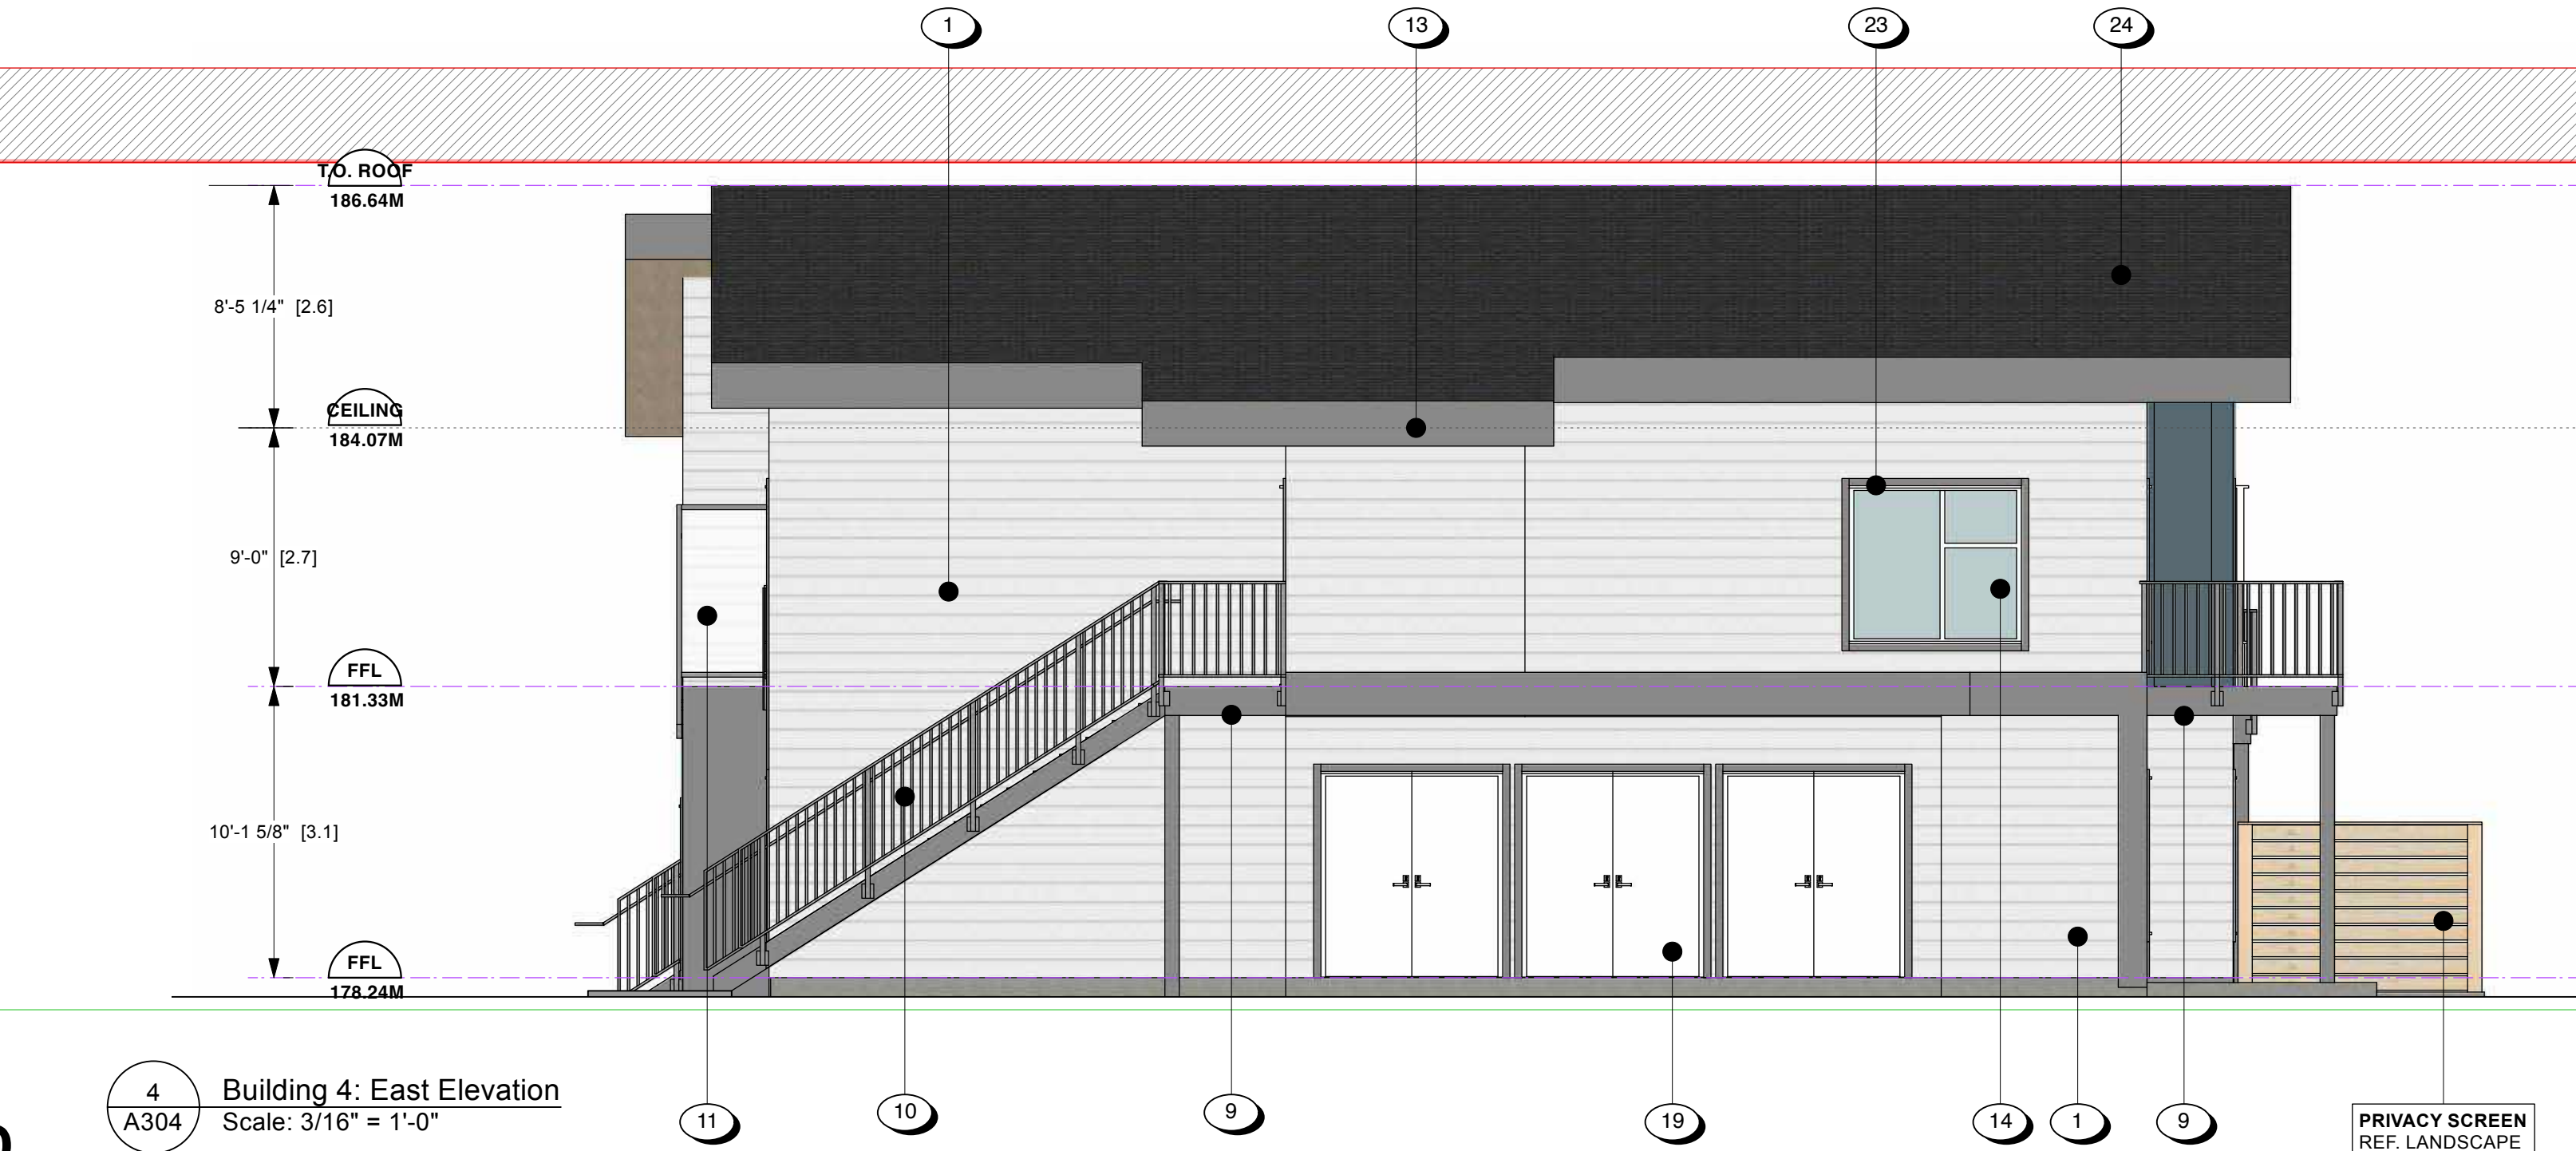 1
13
23
24
T.O. ROOF
186.64M
8'-5 1/4" [2.6]
CEILING
184.07M
9'-0" [2.7]
FFL
181.33M
10'-1 5/8" [3.1]
FFL
178.24M
4
A304
Building 4: East Elevation
Scale: 3/16" = 1'-0"
11
10
9
19
14
1
9
PRIVACY SCREEN
REF. LANDSCAPE